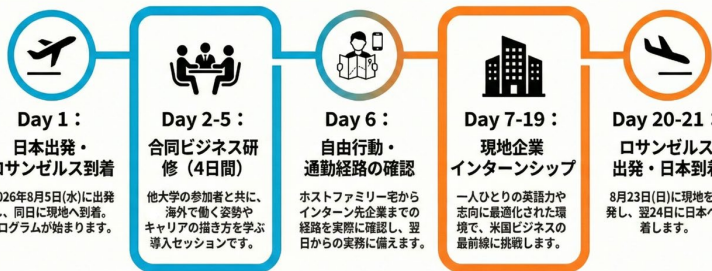 Day 1：
日本出発・
ロサンゼルス到着
026年8月5日(水)に出発
し、同日に現地へ到着。
ログラムが始まります。
Day 2-5：
合同ビジネス研
修（4日間）
他大学の参加者と共に、
海外で働く姿勢や
キャリアの描き方を学ぶ
導入セッションです。
Day 6：
自由行動・
通勤経路の確認
ホストファミリー宅から
インターン先企業までの
経路を実際に確認し、翌
日からの実務に備えます。
Day 7-19：
現地企業
インターンシップ
一人ひとりの英語力や
志向に最適化された環
境で、米国ビジネスの
最前線に挑戦します。
Day 20-21：
ロサンゼルス
出発・日本到着
8月23日(日)に現地を
発し、翌24日に日本へ
着します。